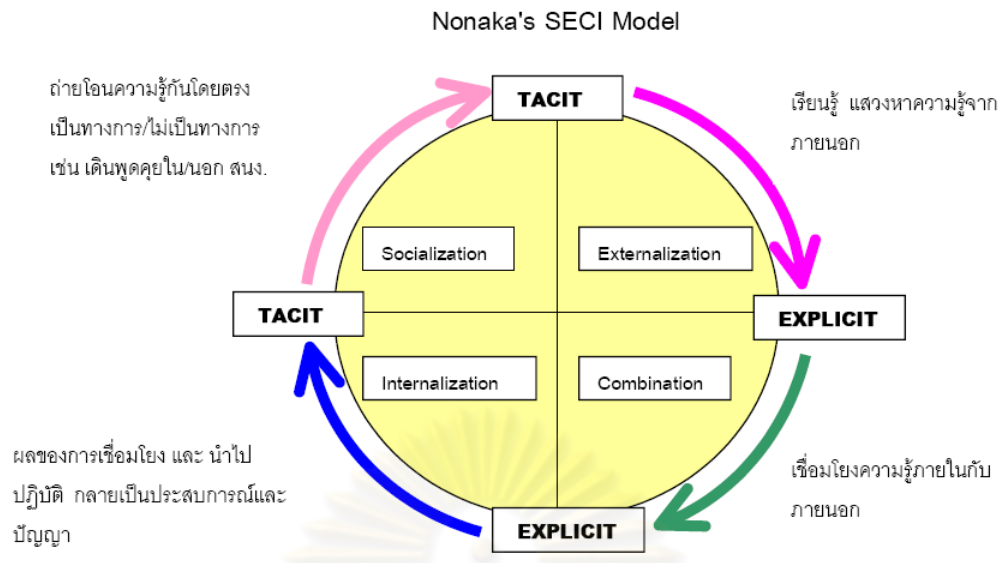 Nonaka's SECI Model
ถ่ายโอนความรู้กันโดยตรง
เป็นทางการ/ไม่เป็นทางการ
เช่น เดินพูดคุยใน/นอก สนง.
TACIT
เรียนรู้ แสวงหาความรู้จาก
ภายนอก
Socialization
Externalization
TACIT
EXPLICIT
Internalization
Combination
ผลของการเชื่อมโยง และ นำไป
ปฏิบัติ กลายเป็นประสบการณ์และ
ปัญญา
เชื่อมโยงความรู้ภายในกับ
ภายนอก
EXPLICIT